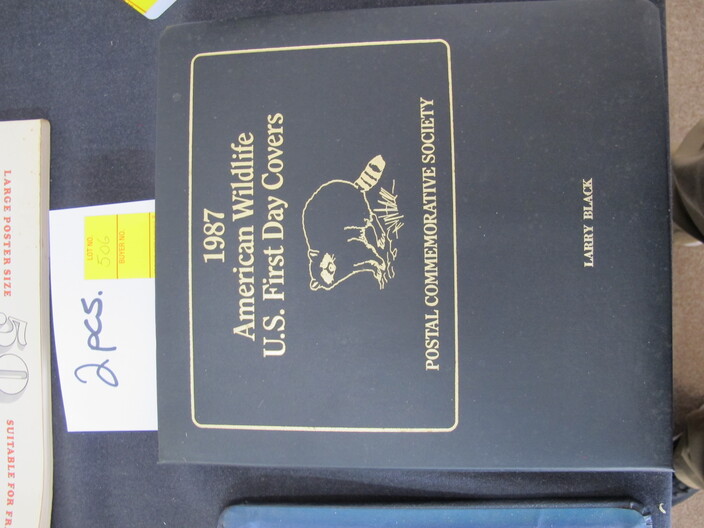 1987
American Wildlife
U.S. First Day Covers
POSTAL COMMEMORATIVE SOCIETY
LARRY BLACK
LOT NO.
506
BUYER NO.
2 pcs.
LARGE POSTER SIZE
50
SUITABLE FOR FRA